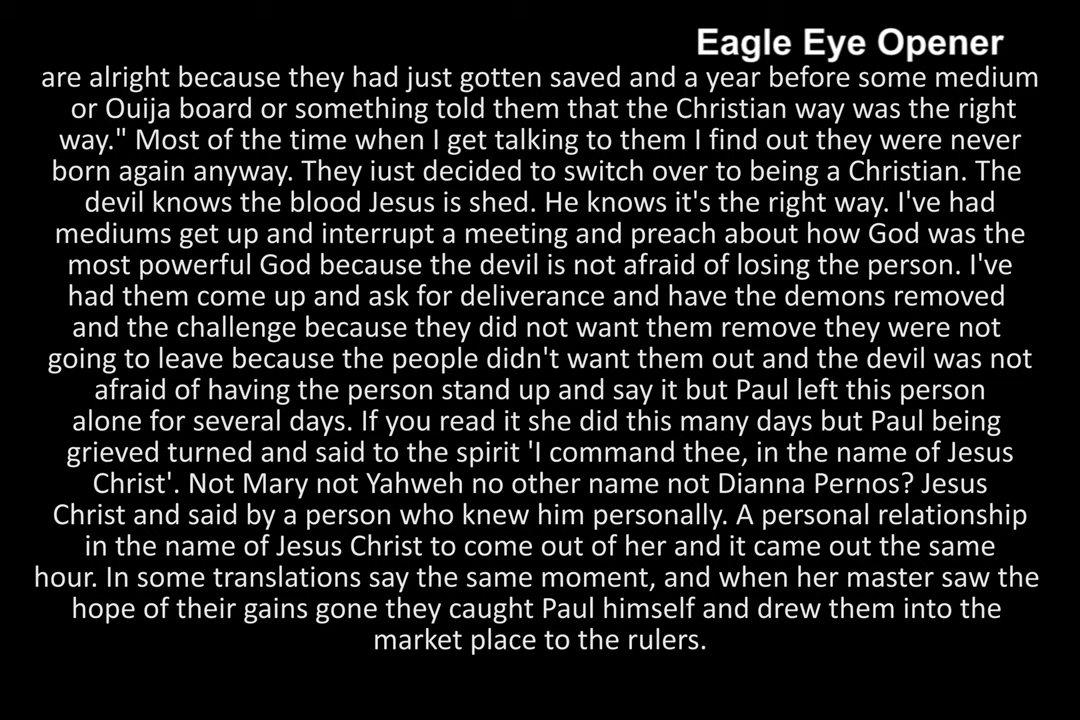 Eagle Eye Opener
are alright because they had just gotten saved and a year before some medium
or Ouija board or something told them that the Christian way was the right
way." Most of the time when I get talking to them I find out they were never
born again anyway. They iust decided to switch over to being a Christian. The
devil knows the blood Jesus is shed. He knows it's the right way. I've had
mediums get up and interrupt a meeting and preach about how God was the
most powerful God because the devil is not afraid of losing the person. I've
had them come up and ask for deliverance and have the demons removed
and the challenge because they did not want them remove they were not
going to leave because the people didn't want them out and the devil was not
afraid of having the person stand up and say it but Paul left this person
alone for several days. If you read it she did this many days but Paul being
grieved turned and said to the spirit 'I command thee, in the name of Jesus
Christ'. Not Mary not Yahweh no other name not Dianna Pernos? Jesus
Christ and said by a person who knew him personally. A personal relationship
in the name of Jesus Christ to come out of her and it came out the same
hour. In some translations say the same moment, and when her master saw the
hope of their gains gone they caught Paul himself and drew them into the
market place to the rulers.